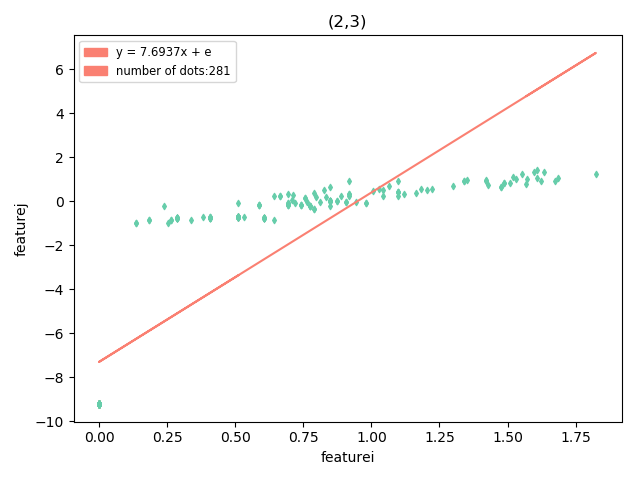 (2,3)
y = 7.6937x + e
number of dots:281
6
4
2
0
−2
−4
−6
−8
−10
featurej
0.00 0.25 0.50 0.75 1.00 1.25 1.50 1.75
featurei